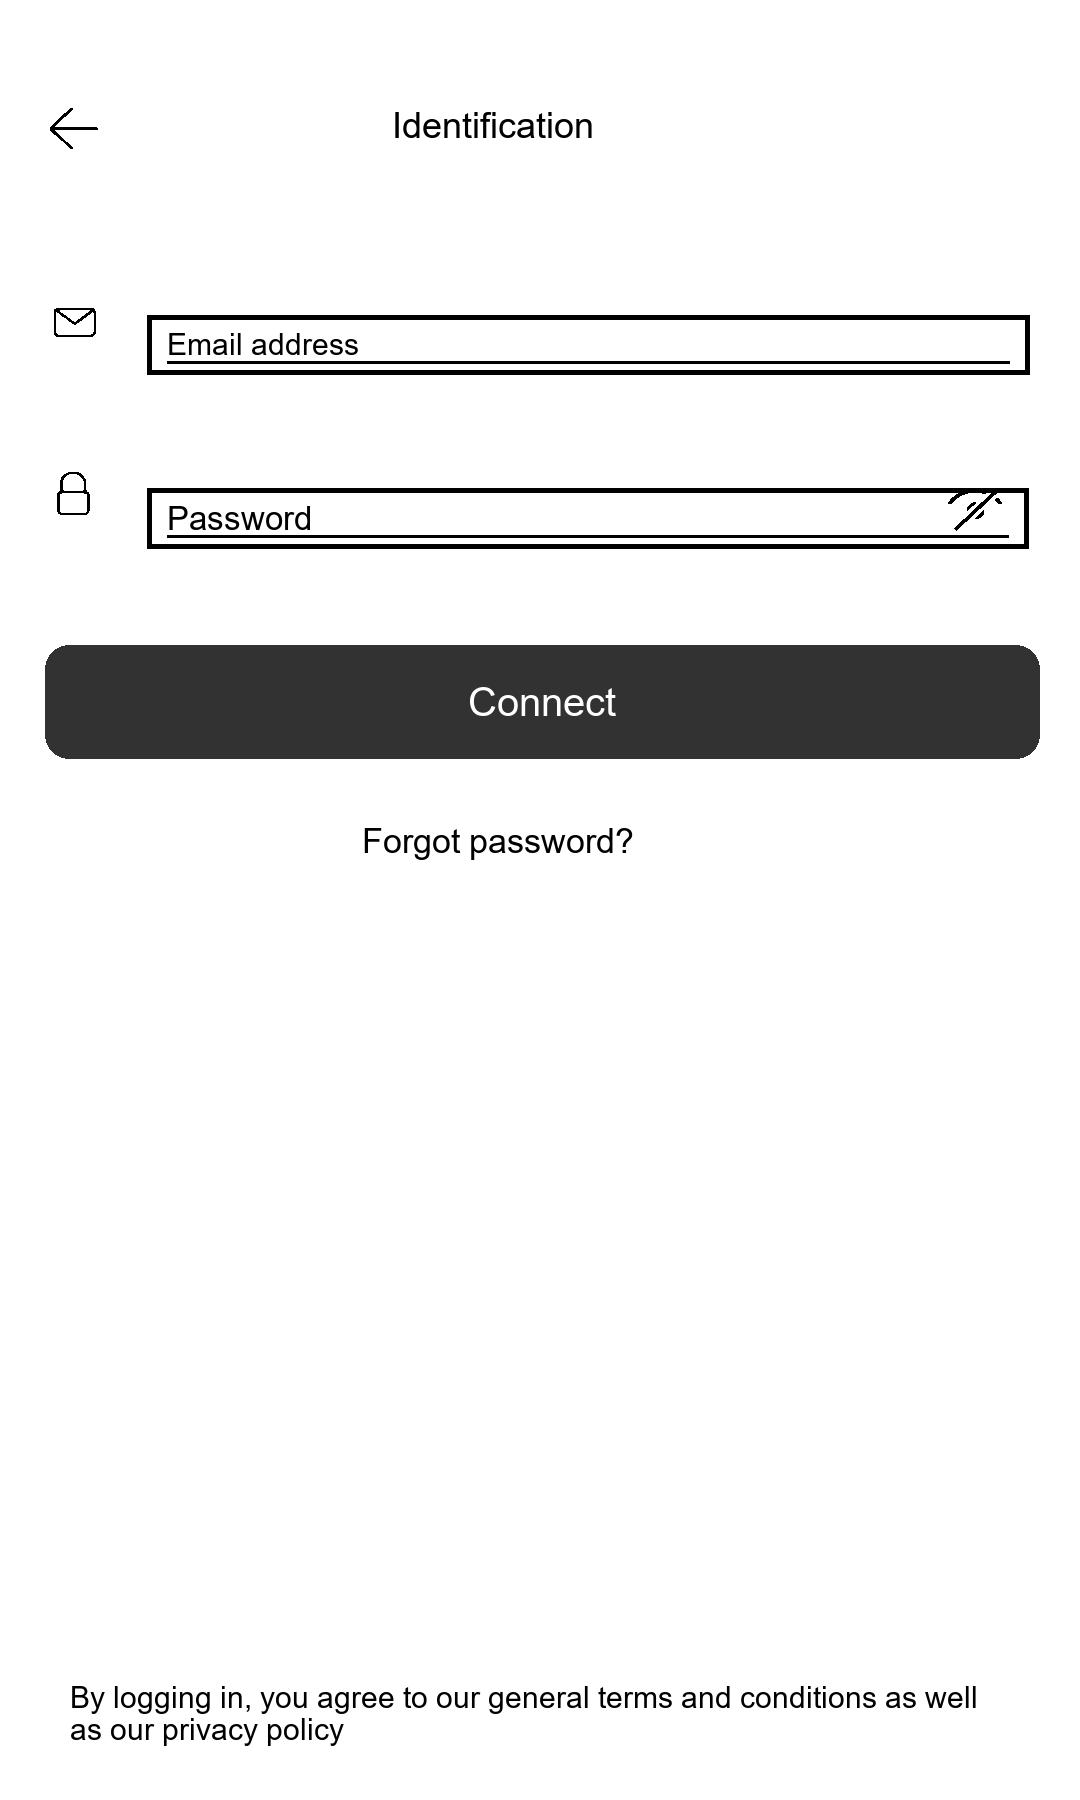 Identification
Email address
Password
Connect
Forgot password?
By logging in, you agree to our general terms and conditions as well
as our privacy policy